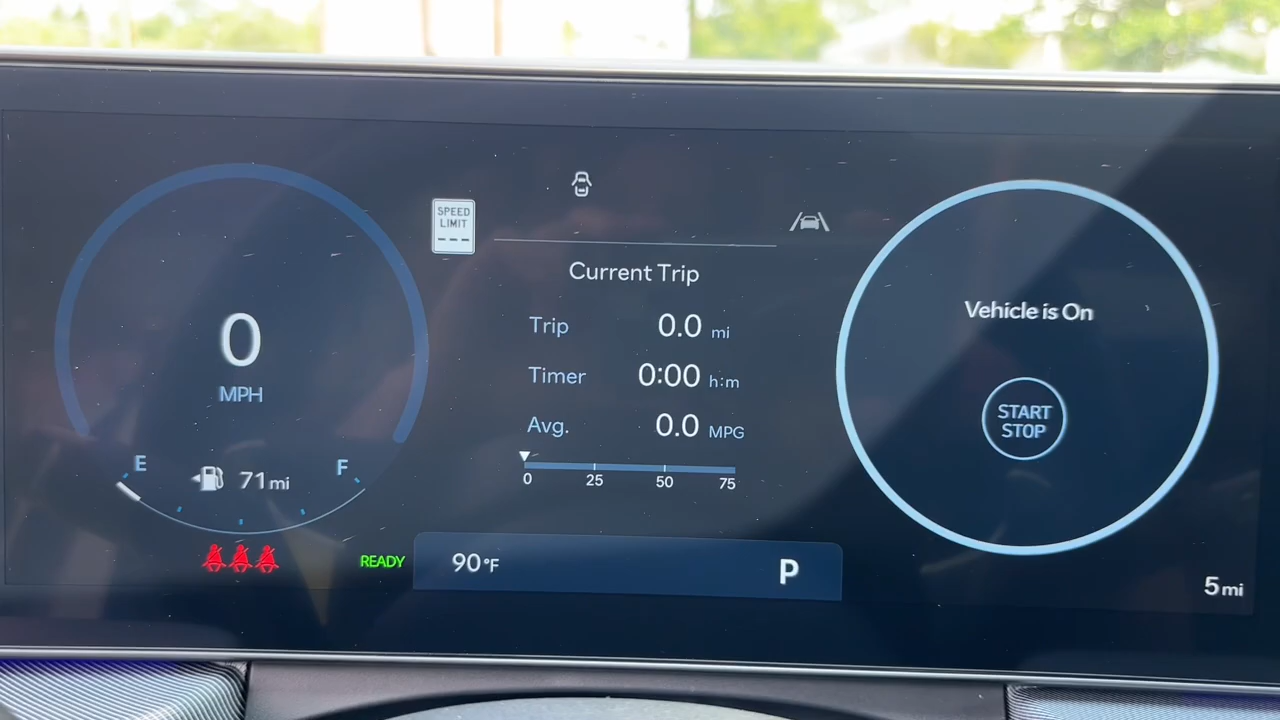 SPEED
LIMIT
---
0
MPH
E
71 mi
F
READY
Current Trip
Trip 0.0 mi
Timer 0:00 h:m
Avg. 0.0 MPG
0 25 50 75
90°F
P
Vehicle is On
START
STOP
5 mi